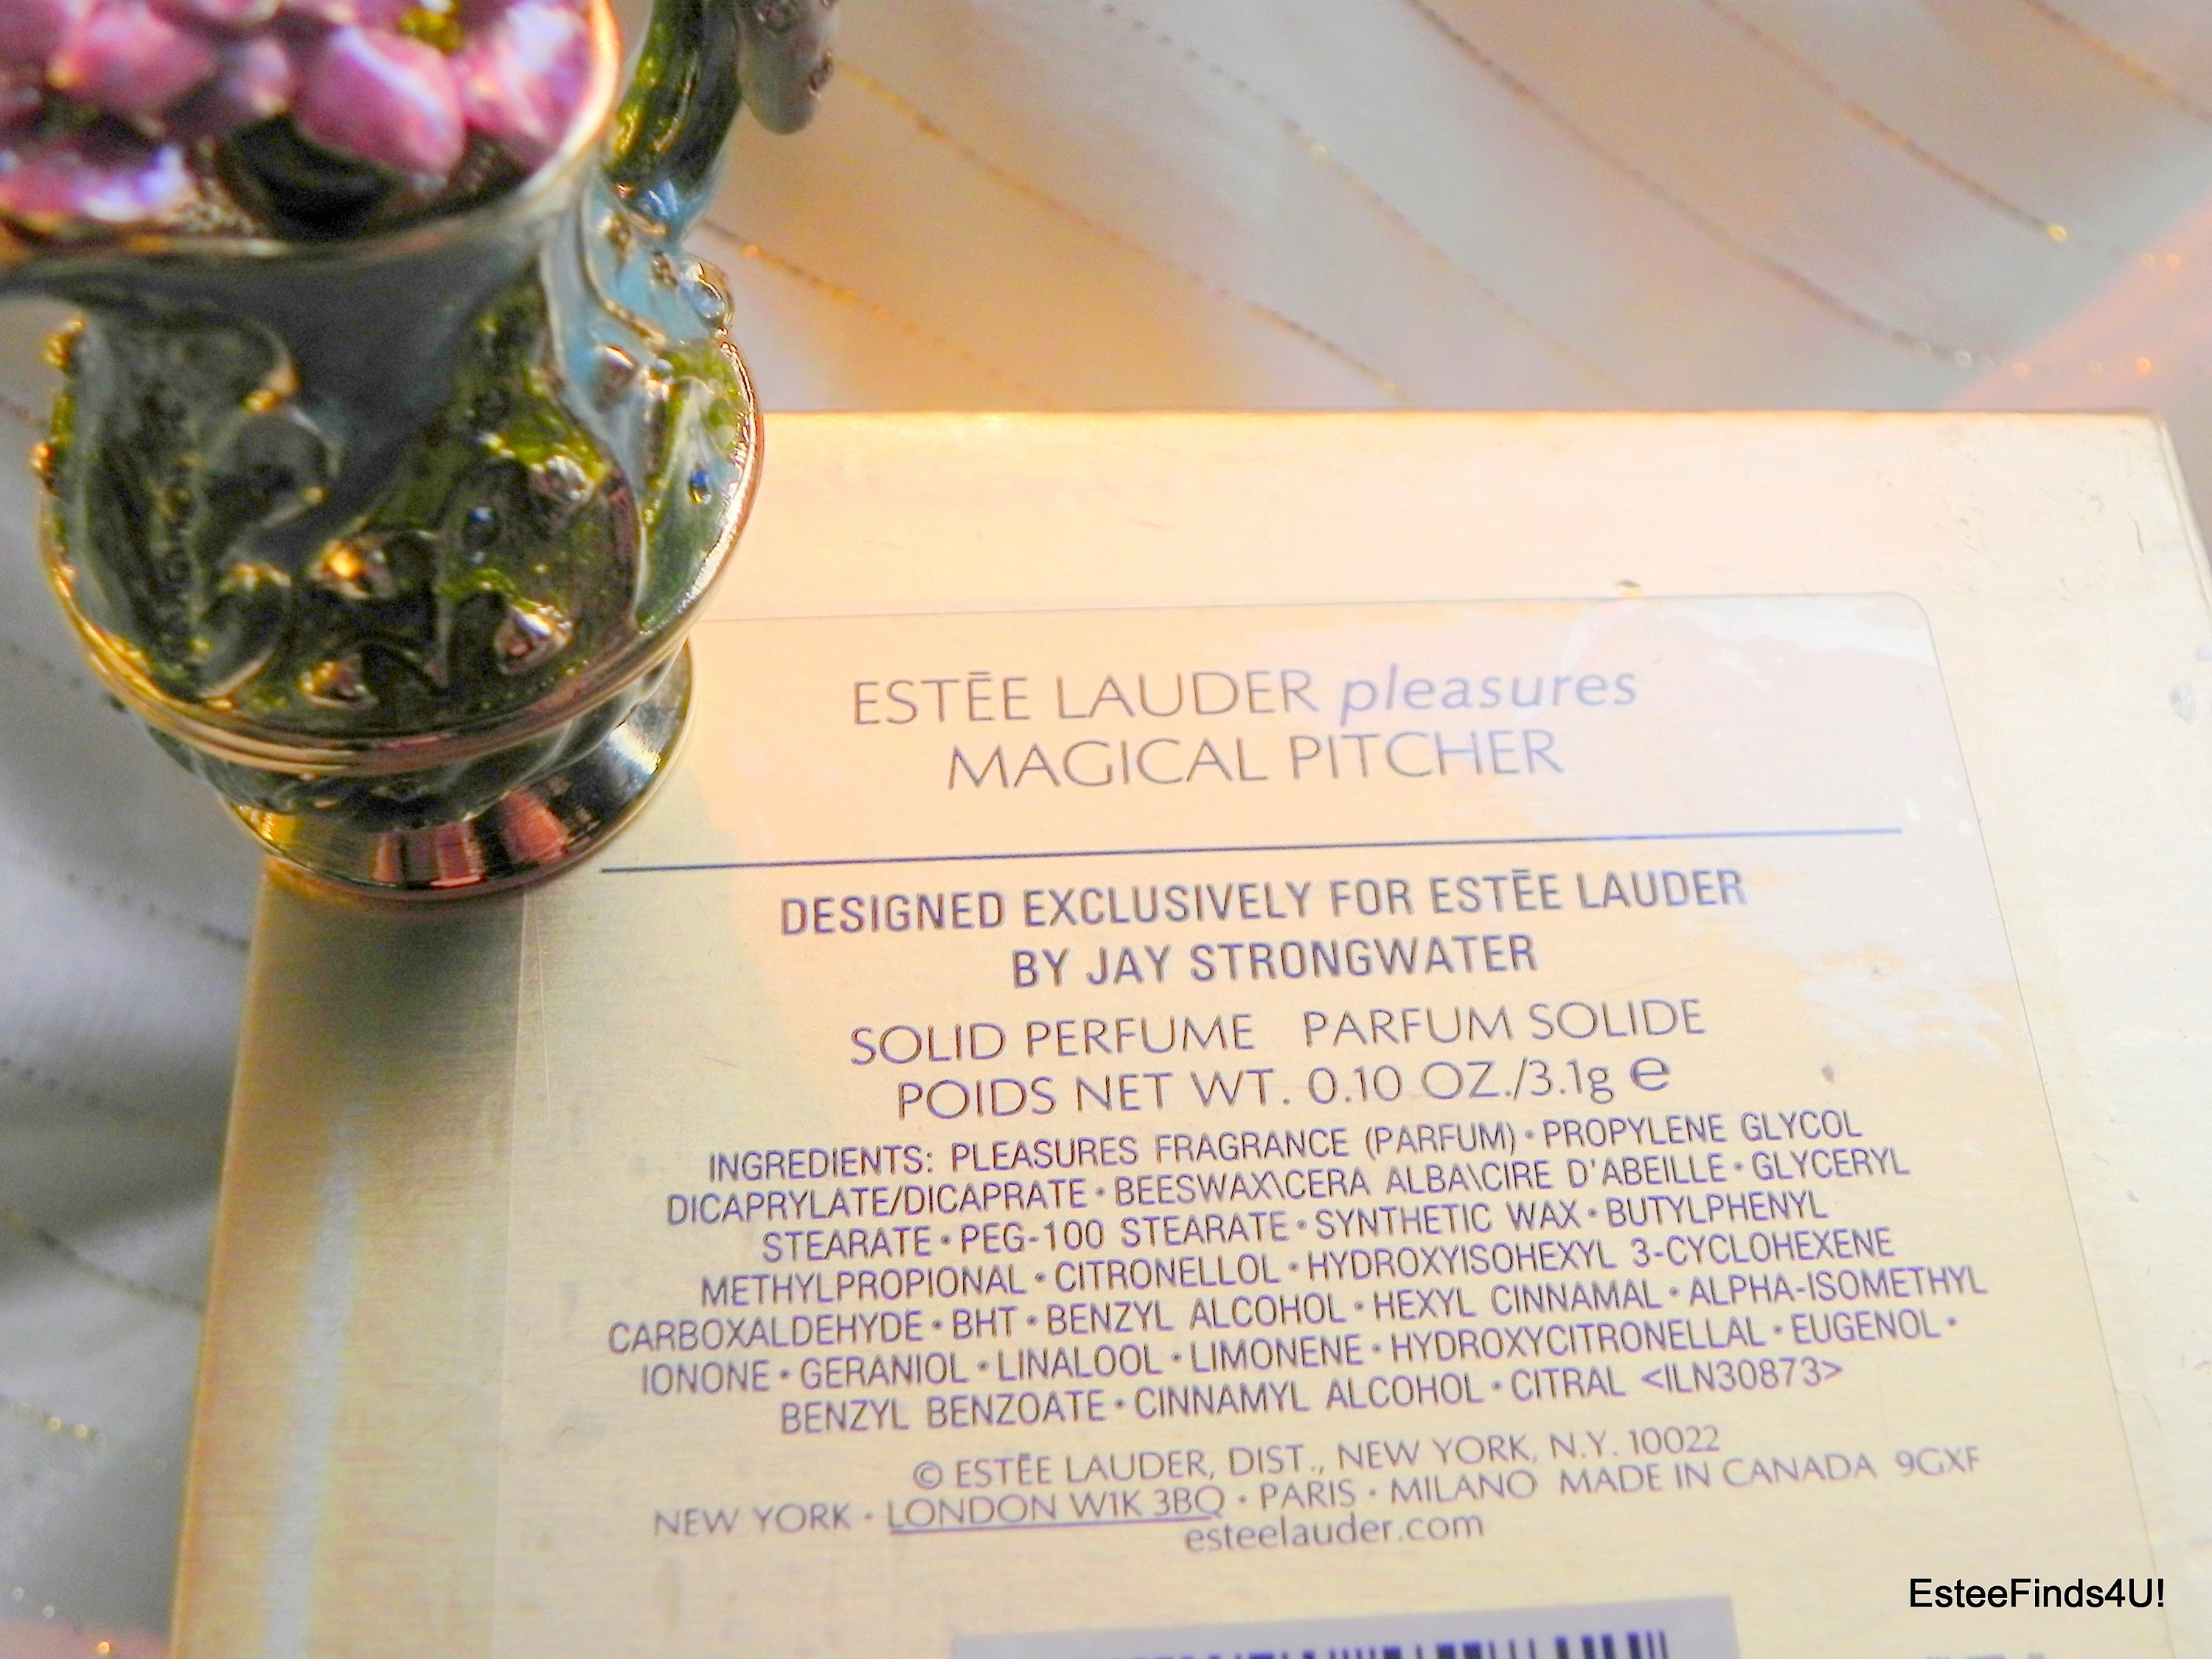 ESTĒE LAUDER pleasures
MAGICAL PITCHER
DESIGNED EXCLUSIVELY FOR ESTĒE LAUDER
BY JAY STRONGWATER
SOLID PERFUME PARFUM SOLIDE
POIDS NET WT. 0.10 OZ./3.1g ℮
INGREDIENTS: PLEASURES FRAGRANCE (PARFUM) • PROPYLENE GLYCOL
DICAPRYLATE/DICAPRATE • BEESWAX\CERA ALBA\CIRE D'ABEILLE • GLYCERYL
STEARATE • PEG-100 STEARATE • SYNTHETIC WAX • BUTYLPHENYL
METHYLPROPIONAL • CITRONELLOL • HYDROXYISOHEXYL 3-CYCLOHEXENE
CARBOXALDEHYDE • BHT • BENZYL ALCOHOL • HEXYL CINNAMAL • ALPHA-ISOMETHYL
IONONE • GERANIOL • LINALOOL • LIMONENE • HYDROXYCITRONELLAL • EUGENOL •
BENZYL BENZOATE • CINNAMYL ALCOHOL • CITRAL <ILN30873>
© ESTĒE LAUDER, DIST., NEW YORK, N.Y. 10022
NEW YORK • LONDON W1K 3BQ • PARIS • MILANO MADE IN CANADA 9GXF
esteelauder.com
EsteeFinds4U!